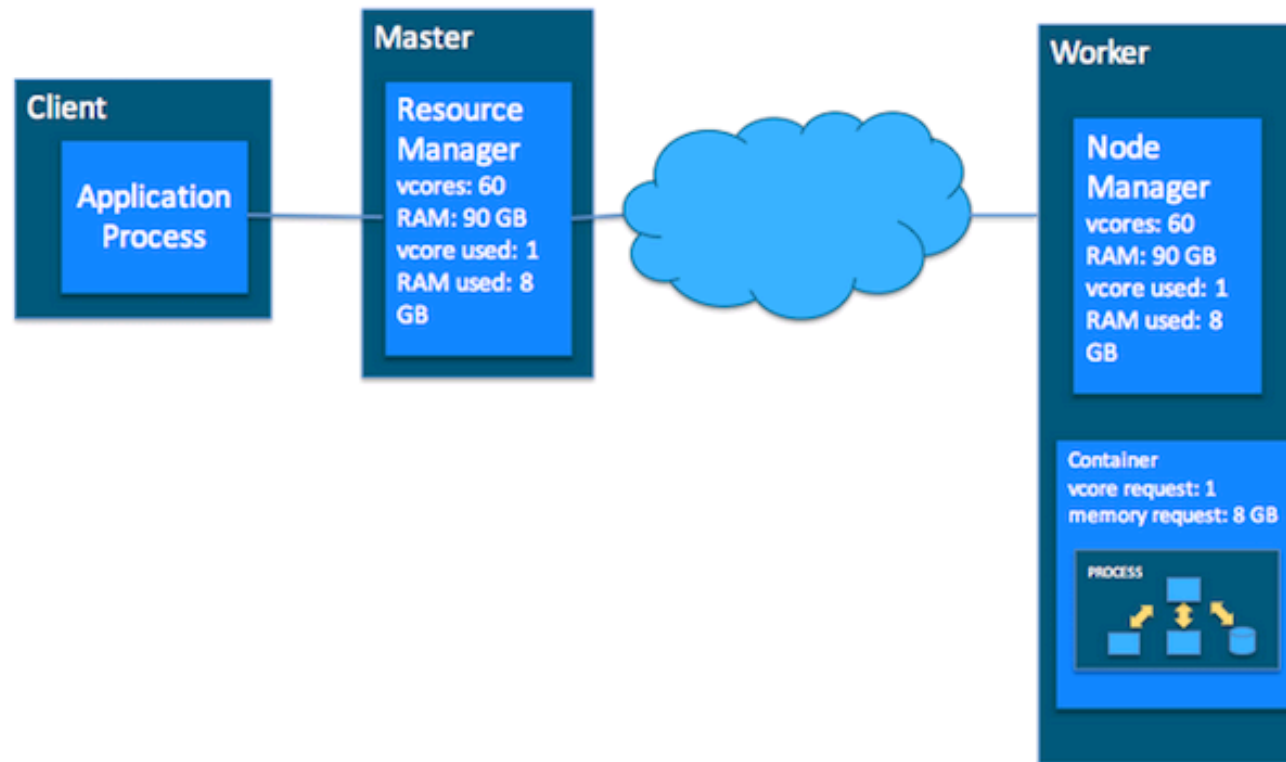 Client
Application
Process
Master
Resource
Manager
vcores: 60
RAM: 90 GB
vcore used: 1
RAM used: 8
GB
Worker
Node
Manager
vcores: 60
RAM: 90 GB
vcore used: 1
RAM used: 8
GB
Container
vcore request: 1
memory request: 8 GB
PROCESS